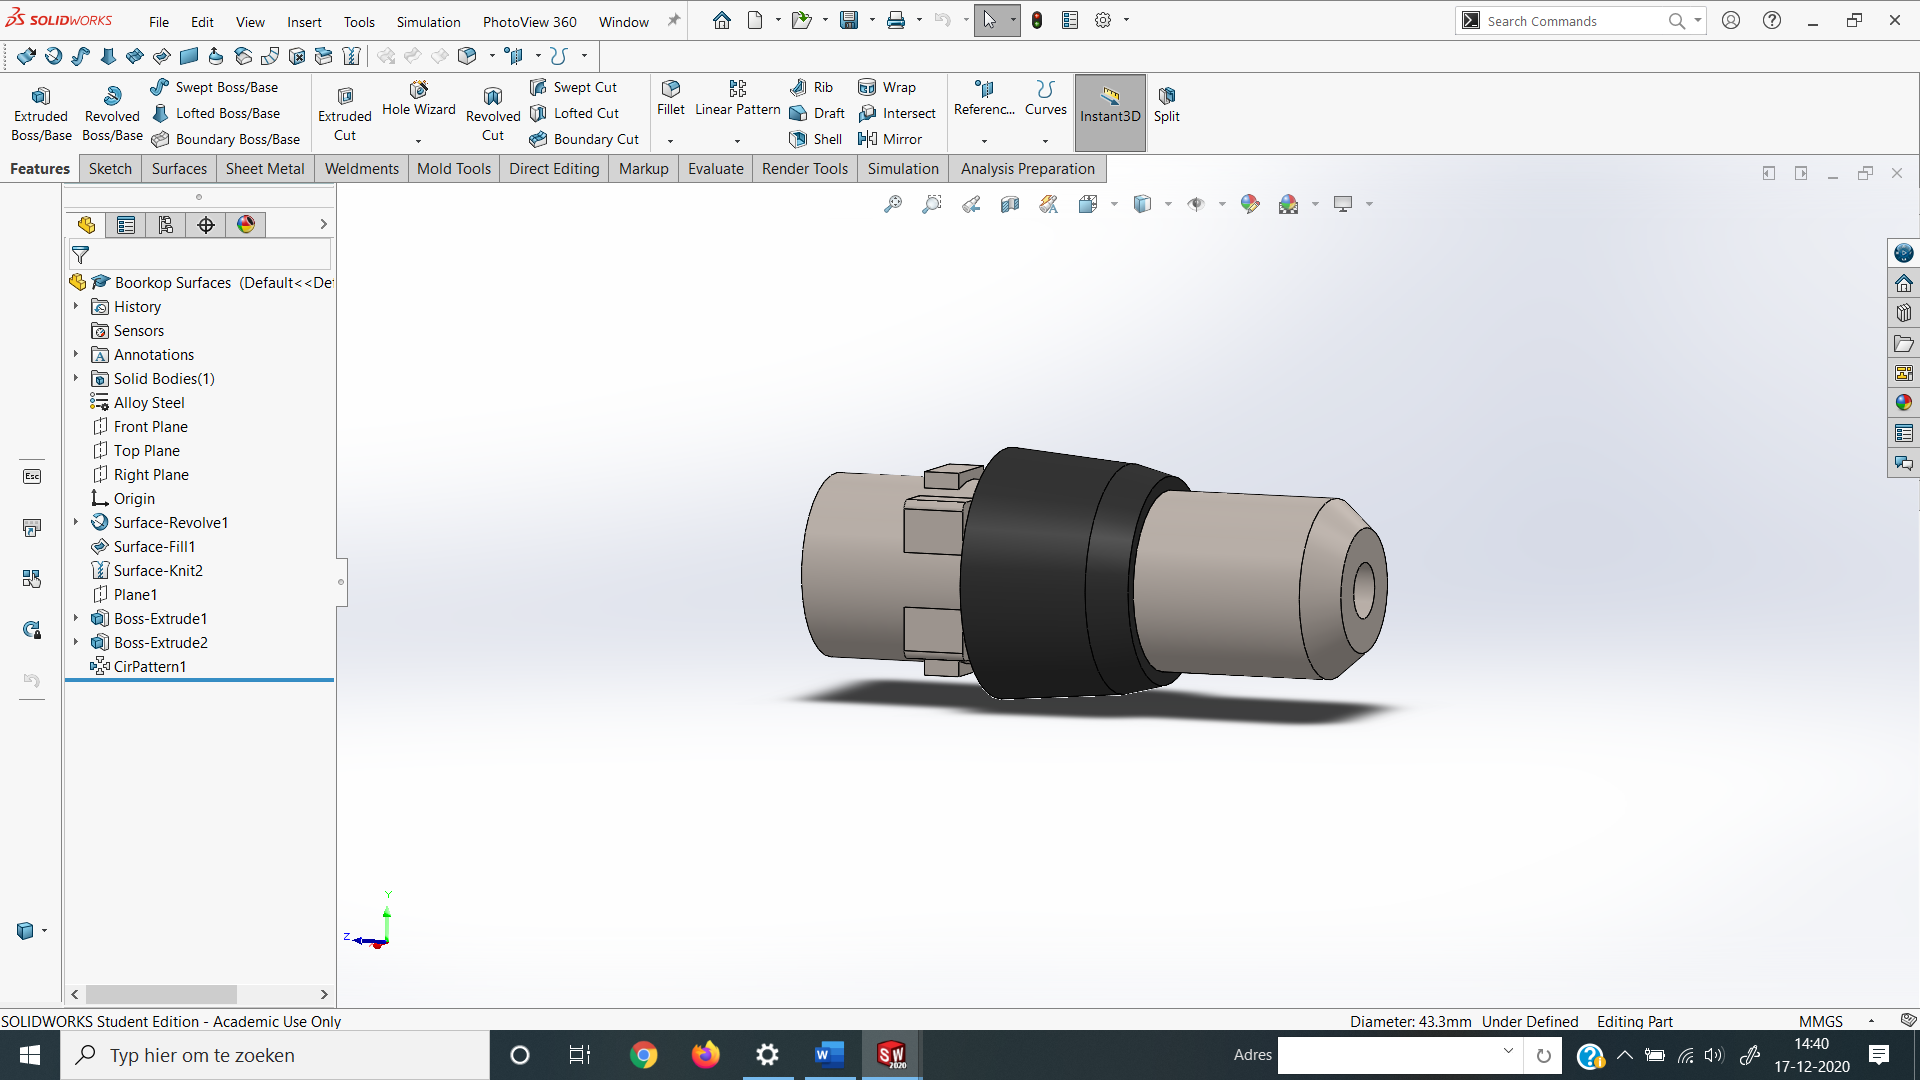 SOLIDWORKS File Edit View Insert Tools Simulation PhotoView 360 Window Search Commands
Extruded Boss/Base
Revolved Boss/Base
Swept Boss/Base
Lofted Boss/Base
Boundary Boss/Base
Extruded Cut
Hole Wizard
Revolved Cut
Swept Cut
Lofted Cut
Boundary Cut
Fillet
Linear Pattern
Rib
Draft
Shell
Wrap
Intersect
Mirror
Referenc...
Curves
Instant3D
Split
Features Sketch Surfaces Sheet Metal Weldments Mold Tools Direct Editing Markup Evaluate Render Tools Simulation Analysis Preparation
Boorkop Surfaces (Default<<De
History
Sensors
A Annotations
Solid Bodies(1)
Alloy Steel
Front Plane
Top Plane
Right Plane
Origin
Surface-Revolve1
Surface-Fill1
Surface-Knit2
Plane1
Boss-Extrude1
Boss-Extrude2
CirPattern1
Esc
Y
Z
SOLIDWORKS Student Edition - Academic Use Only
Diameter: 43.3mm Under Defined Editing Part MMGS
Typ hier om te zoeken
W
SW
2020
Adres
14:40
17-12-2020